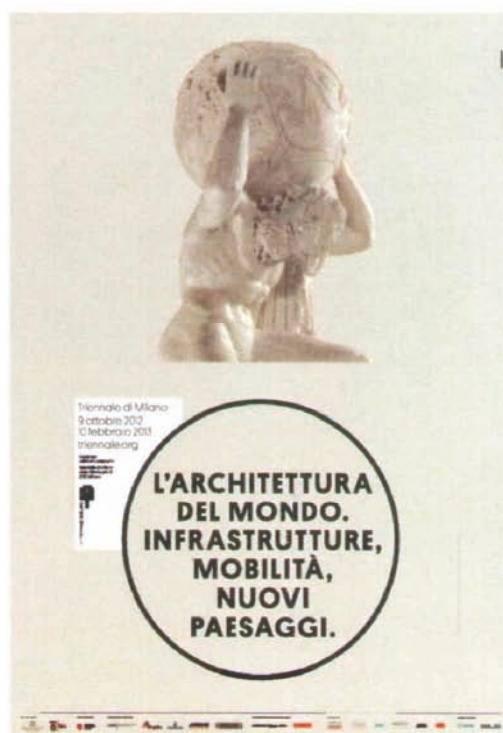 Triennale di Milano
9 ottobre 2012
10 febbraio 2013
triennale.org
L'ARCHITETTURA
DEL MONDO.
INFRASTRUTTURE,
MOBILITÀ,
NUOVI
PAESAGGI.